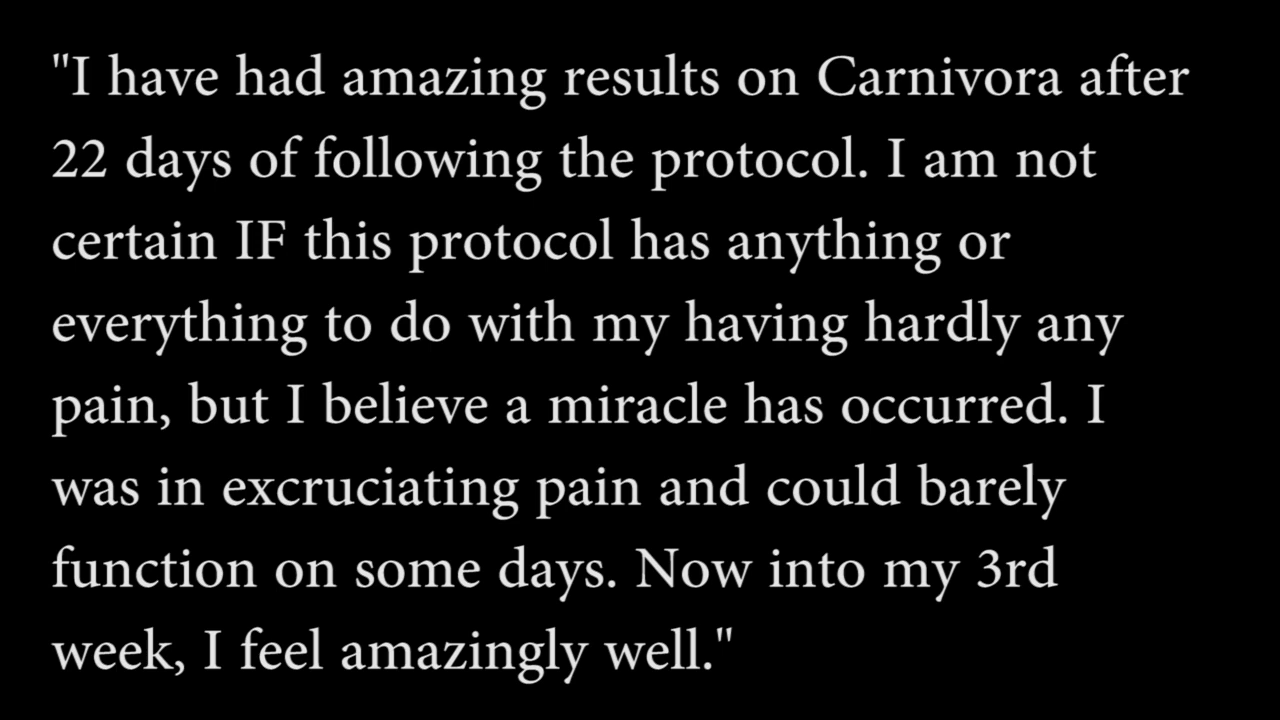 "I have had amazing results on Carnivora after
22 days of following the protocol. I am not
certain IF this protocol has anything or
everything to do with my having hardly any
pain, but I believe a miracle has occurred. I
was in excruciating pain and could barely
function on some days. Now into my 3rd
week, I feel amazingly well."